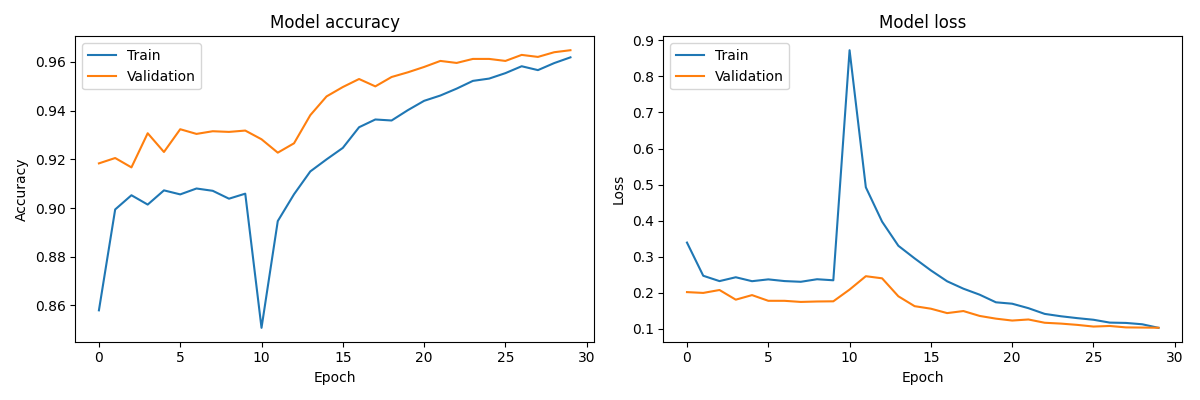 Model accuracy
Train
Validation
0.96
0.94
0.92
0.90
0.88
0.86
Accuracy
0 5 10 15 20 25 30
Epoch
Model loss
Train
Validation
0.9
0.8
0.7
0.6
0.5
0.4
0.3
0.2
0.1
Loss
0 5 10 15 20 25 30
Epoch